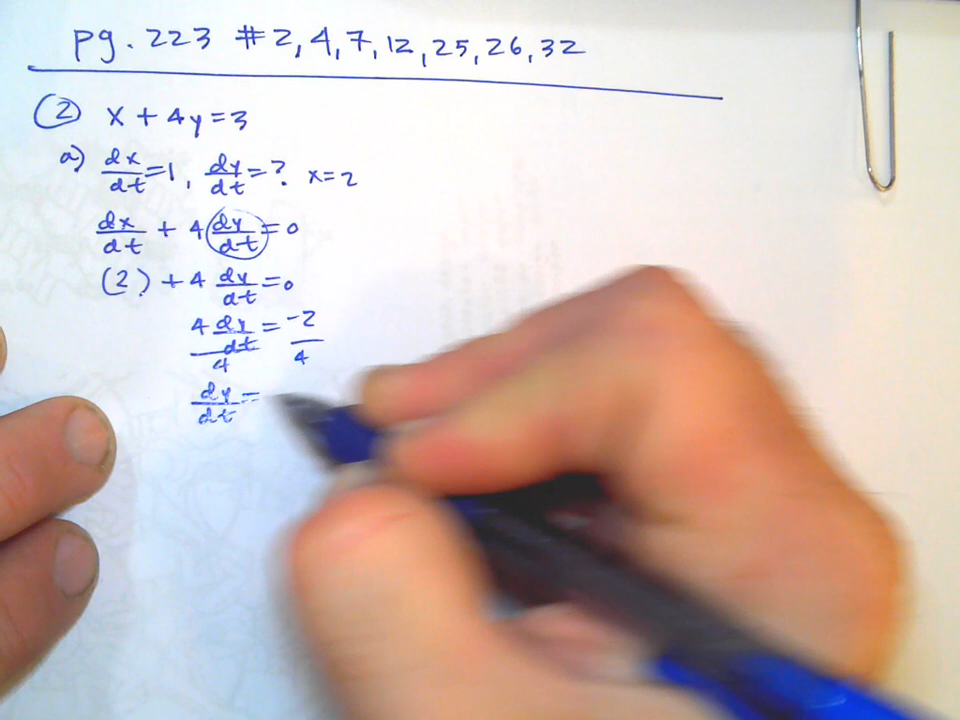 pg. 223 #2, 4, 7, 12, 25, 26, 32
(2) x + 4y = 3
a) dx/dt = 1, dy/dt = ? x = 2
dx/dt + 4 dy/dt = 0
(2) + 4 dy/dt = 0
4 dy/dt / 4 = -2 / 4
dy/dt =